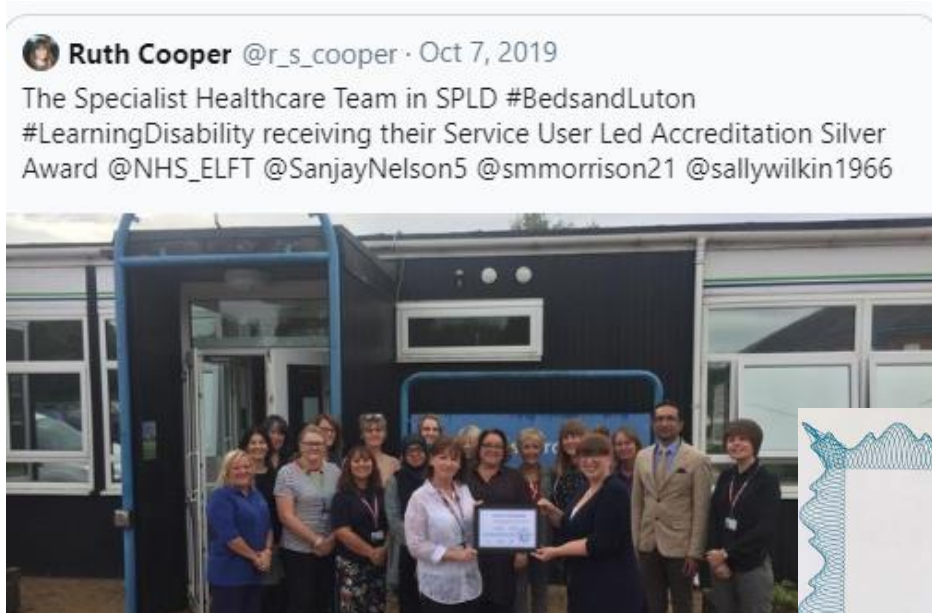 Ruth Cooper @r_s_cooper · Oct 7, 2019
The Specialist Healthcare Team in SPLD #BedsandLuton
#LearningDisability receiving their Service User Led Accreditation Silver
Award @NHS_ELFT @SanjayNelson5 @smmorrison21 @sallywilkin1966